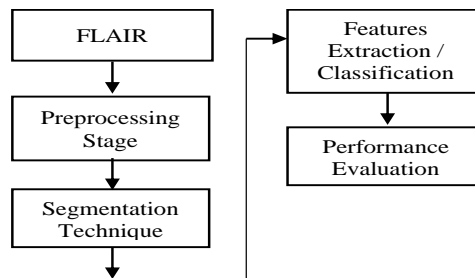 FLAIR
Preprocessing
Stage
Segmentation
Technique
Features
Extraction /
Classification
Performance
Evaluation